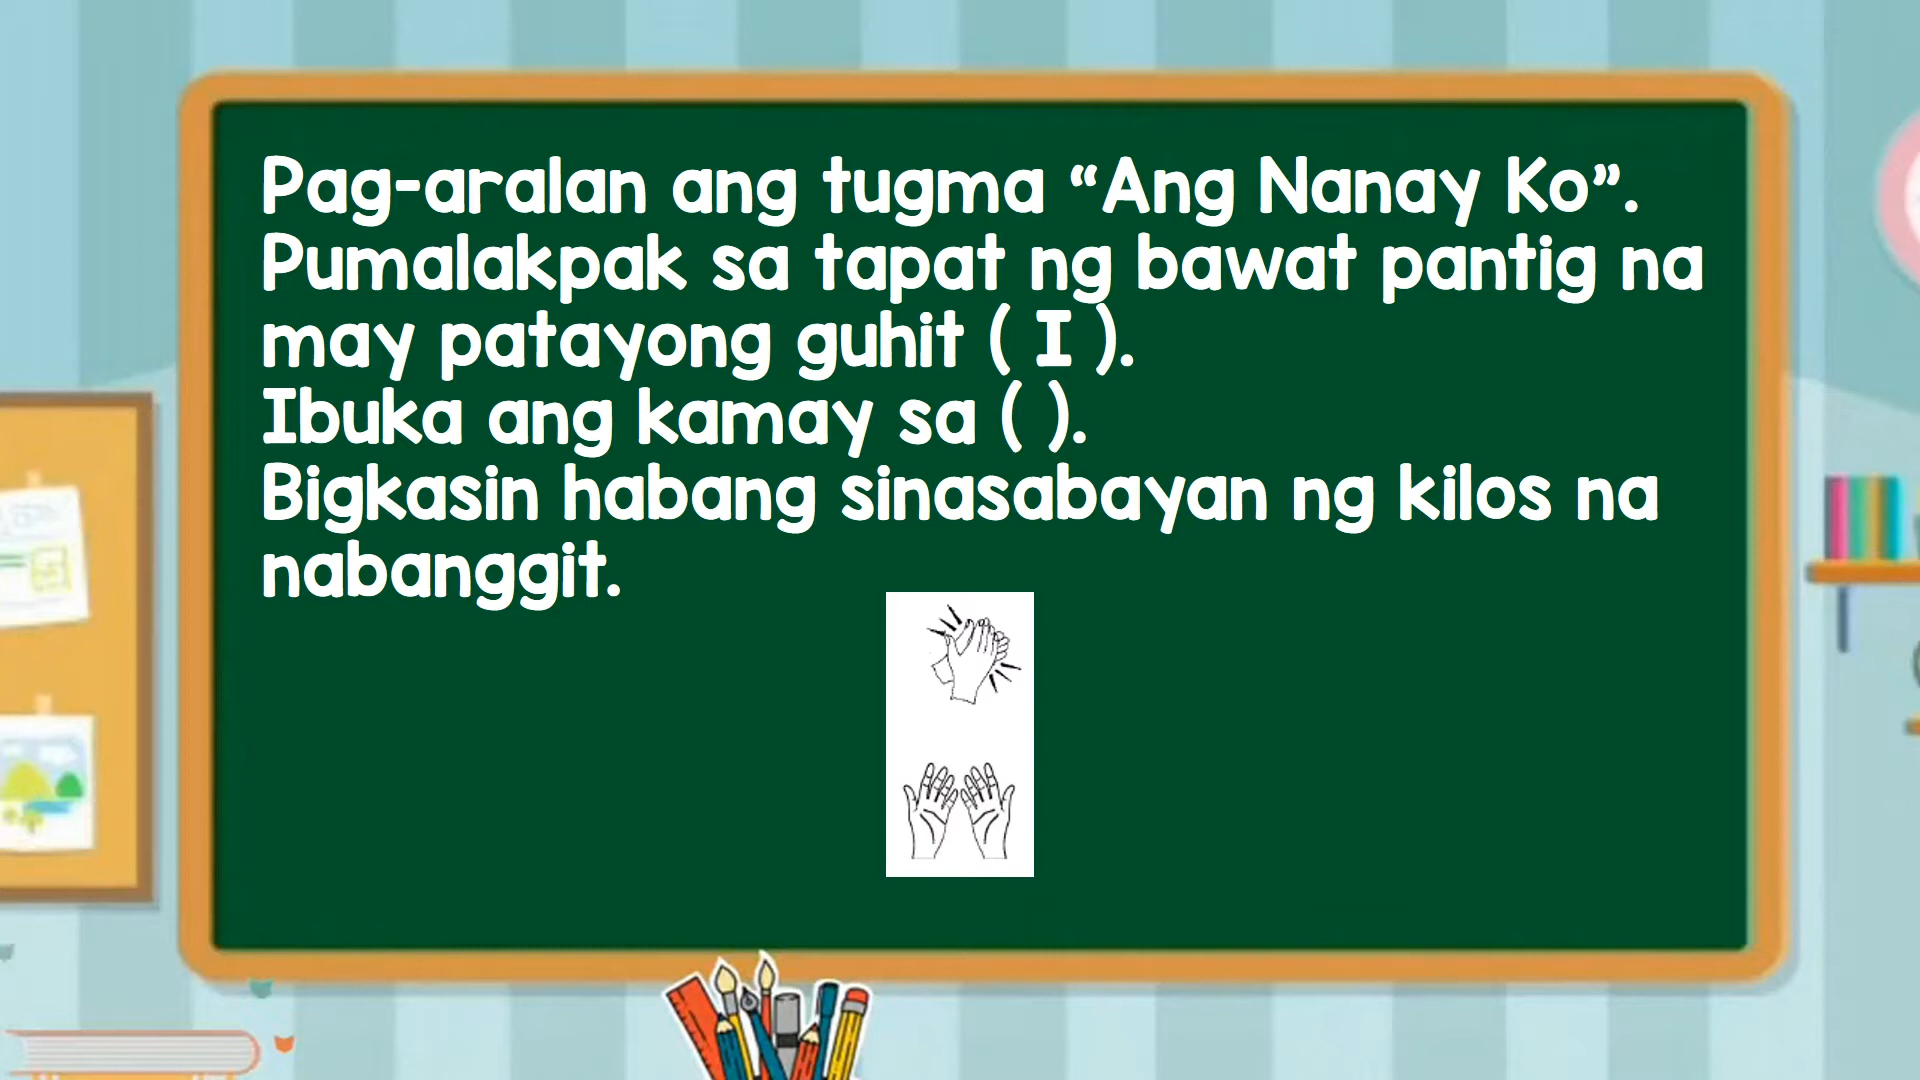 Pag-aralan ang tugma “Ang Nanay Ko”.
Pumalakpak sa tapat ng bawat pantig na
may patayong guhit ( I ).
Ibuka ang kamay sa ( ).
Bigkasin habang sinasabayan ng kilos na
nabanggit.